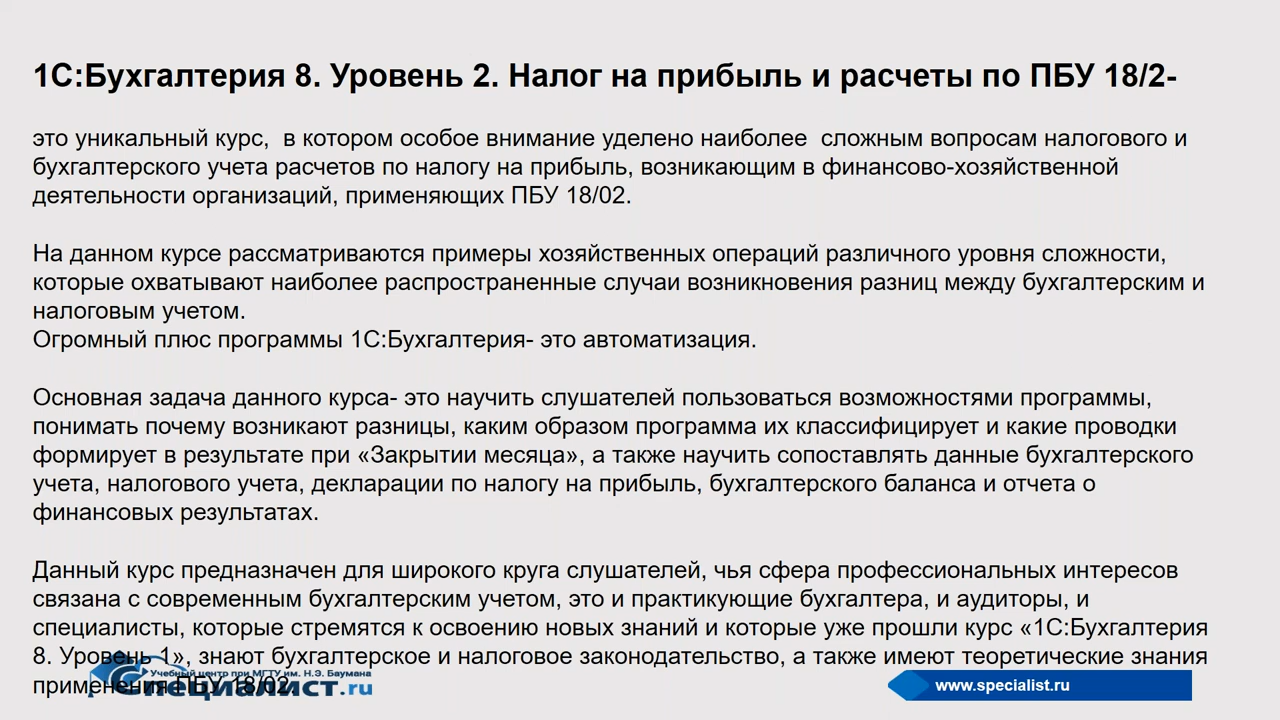 1С:Бухгалтерия 8. Уровень 2. Налог на прибыль и расчеты по ПБУ 18/2-
это уникальный курс,  в котором особое внимание уделено наиболее  сложным вопросам налогового и
бухгалтерского учета расчетов по налогу на прибыль, возникающим в финансово-хозяйственной
деятельности организаций, применяющих ПБУ 18/02.
На данном курсе рассматриваются примеры хозяйственных операций различного уровня сложности,
которые охватывают наиболее распространенные случаи возникновения разниц между бухгалтерским и
налоговым учетом.
Огромный плюс программы 1С:Бухгалтерия- это автоматизация.
Основная задача данного курса- это научить слушателей пользоваться возможностями программы,
понимать почему возникают разницы, каким образом программа их классифицирует и какие проводки
формирует в результате при «Закрытии месяца», а также научить сопоставлять данные бухгалтерского
учета, налогового учета, декларации по налогу на прибыль, бухгалтерского баланса и отчета о
финансовых результатах.
Данный курс предназначен для широкого круга слушателей, чья сфера профессиональных интересов
связана с современным бухгалтерским учетом, это и практикующие бухгалтера, и аудиторы, и
специалисты, которые стремятся к освоению новых знаний и которые уже прошли курс «1С:Бухгалтерия
8. Уровень 1», знают бухгалтерское и налоговое законодательство, а также имеют теоретические знания
применения ПБУ 18/02.
Учебный центр при МГТУ им. Н.Э. Баумана
Специалист.ru
www.specialist.ru